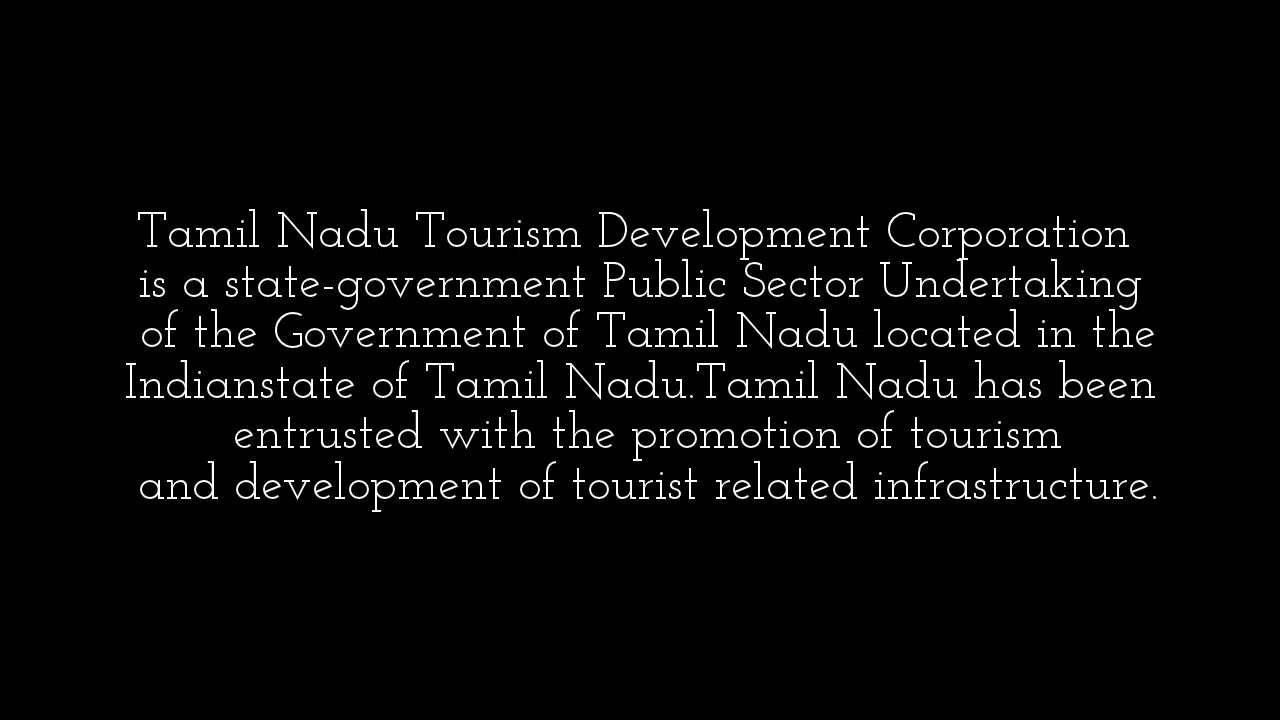 Tamil Nadu Tourism Development Corporation
is a state-government Public Sector Undertaking
of the Government of Tamil Nadu located in the
Indianstate of Tamil Nadu.Tamil Nadu has been
entrusted with the promotion of tourism
and development of tourist related infrastructure.